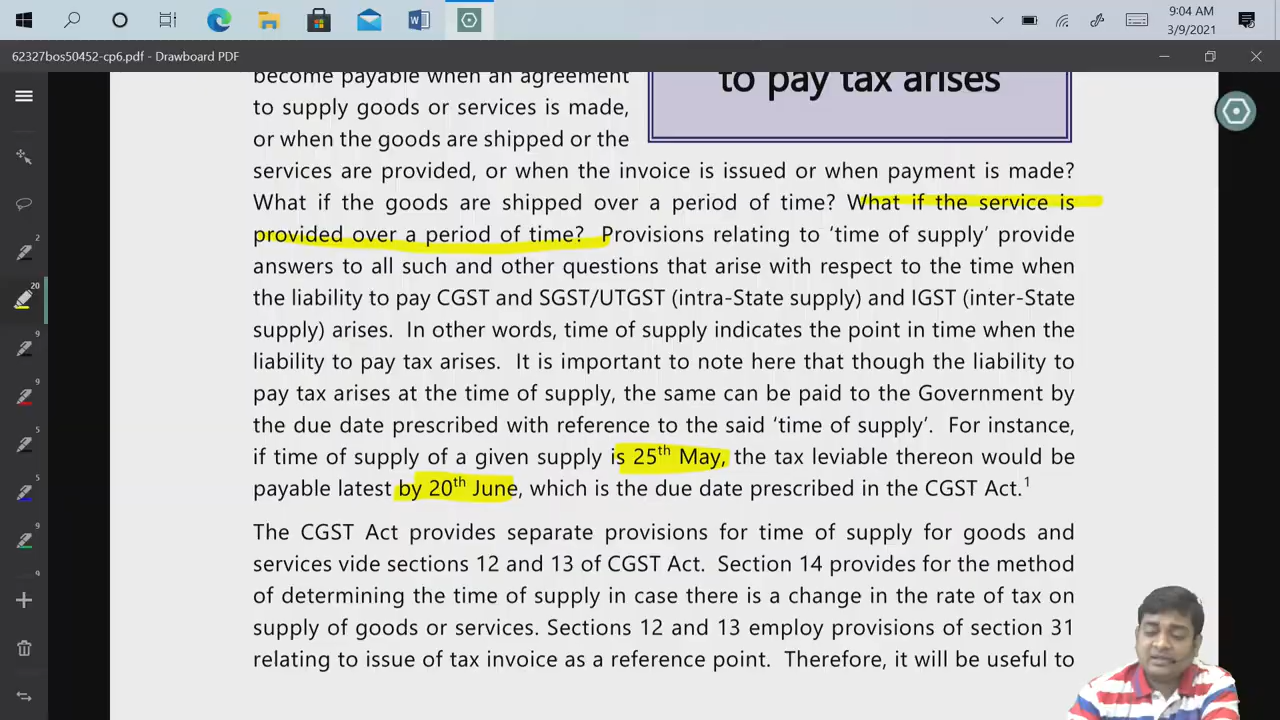 9:04 AM
3/9/2021
62327bos50452-cp6.pdf - Drawboard PDF
become payable when an agreement
to supply goods or services is made,
or when the goods are shipped or the
to pay tax arises
services are provided, or when the invoice is issued or when payment is made?
What if the goods are shipped over a period of time? What if the service is
provided over a period of time? Provisions relating to ‘time of supply’ provide
answers to all such and other questions that arise with respect to the time when
the liability to pay CGST and SGST/UTGST (intra-State supply) and IGST (inter-State
supply) arises. In other words, time of supply indicates the point in time when the
liability to pay tax arises. It is important to note here that though the liability to
pay tax arises at the time of supply, the same can be paid to the Government by
the due date prescribed with reference to the said ‘time of supply’. For instance,
if time of supply of a given supply is 25th May, the tax leviable thereon would be
payable latest by 20th June, which is the due date prescribed in the CGST Act.1
The CGST Act provides separate provisions for time of supply for goods and
services vide sections 12 and 13 of CGST Act. Section 14 provides for the method
of determining the time of supply in case there is a change in the rate of tax on
supply of goods or services. Sections 12 and 13 employ provisions of section 31
relating to issue of tax invoice as a reference point. Therefore, it will be useful to
2
20
9
9
5
5
9
9